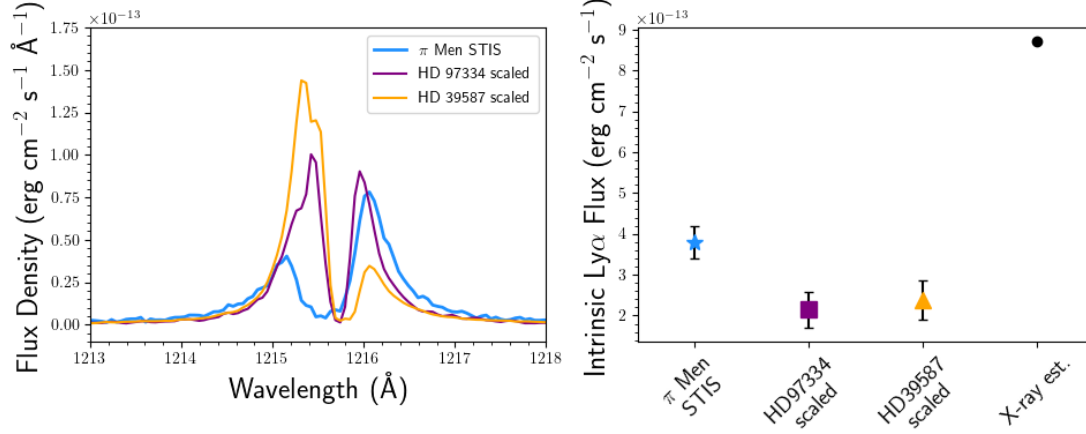 ×10⁻¹³
1.75
1.50
1.25
1.00
0.75
0.50
0.25
0.00
Flux Density (erg cm⁻² s⁻¹ Å⁻¹)
π Men STIS
HD 97334 scaled
HD 39587 scaled
1213 1214 1215 1216 1217 1218
Wavelength (Å)
×10⁻¹³
9
8
7
6
5
4
3
2
Intrinsic Lyα Flux (erg cm⁻² s⁻¹)
π Men
STIS
HD97334
scaled
HD39587
scaled
X-ray est.